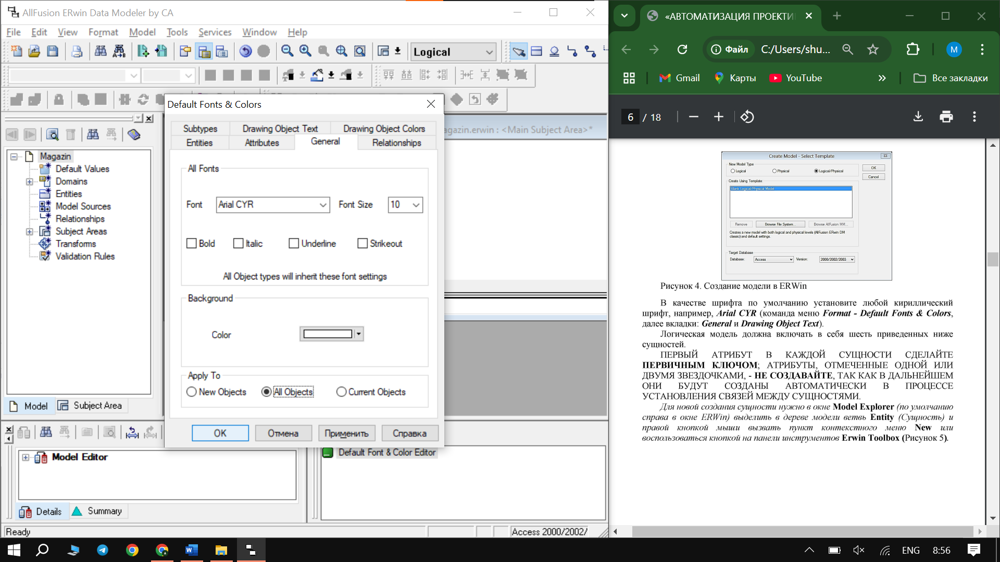 AllFusion ERwin Data Modeler by CA
File Edit View Format Model Tools Services Window Help
Logical
Default Fonts & Colors
agazin.erwin : <Main Subject Area>*
Subtypes Drawing Object Text Drawing Object Colors
Entities Attributes General Relationships
Magazin
Default Values
Domains
Entities
Model Sources
Relationships
Subject Areas
Transforms
Validation Rules
All Fonts
Font Arial CYR Font Size 10
Bold Italic Underline Strikeout
All Object types will inherit these font settings
Background
Color
Apply To
New Objects All Objects Current Objects
OK Отмена Применить Справка
Model Subject Area
Model Editor
Default Font & Color Editor
Details Summary
Ready
Access 2000/2002/
«АВТОМАТИЗАЦИЯ ПРОЕКТИ
Файл C:/Users/shu...
M
Gmail Карты YouTube » Все закладки
6 / 18
Create Model - Select Template
New Model Type
Logical Physical Logical/Physical
OK
Cancel
Create Using Template:
Blank Logical/Physical Model
Remove Browse File System... Browse AllFusion MM...
Creates a new model with both logical and physical levels (AllFusion ERwin DM
classic) and default settings.
Target Database
Database: Access Version: 2000/2002/2003
Рисунок 4. Создание модели в ERWin
В качестве шрифта по умолчанию установите любой кириллический
шрифт, например, Arial CYR (команда меню Format - Default Fonts & Colors,
далее вкладки: General и Drawing Object Text).
Логическая модель должна включать в себя шесть приведенных ниже
сущностей.
ПЕРВЫЙ АТРИБУТ В КАЖДОЙ СУЩНОСТИ СДЕЛАЙТЕ
ПЕРВИЧНЫМ КЛЮЧОМ; АТРИБУТЫ, ОТМЕЧЕННЫЕ ОДНОЙ ИЛИ
ДВУМЯ ЗВЕЗДОЧКАМИ, - НЕ СОЗДАВАЙТЕ, ТАК КАК В ДАЛЬНЕЙШЕМ
ОНИ БУДУТ СОЗДАНЫ АВТОМАТИЧЕСКИ В ПРОЦЕССЕ
УСТАНОВЛЕНИЯ СВЯЗЕЙ МЕЖДУ СУЩНОСТЯМИ.
Для новой создания сущности нужно в окне Model Explorer (по умолчанию
справа в окне ERWin) выделить в дереве модели ветвь Entity (Сущность) и
правой кнопкой мыши вызвать пункт контекстного меню New или
воспользоваться кнопкой на панели инструментов Erwin Toolbox (Рисунок 5).
ENG 8:56